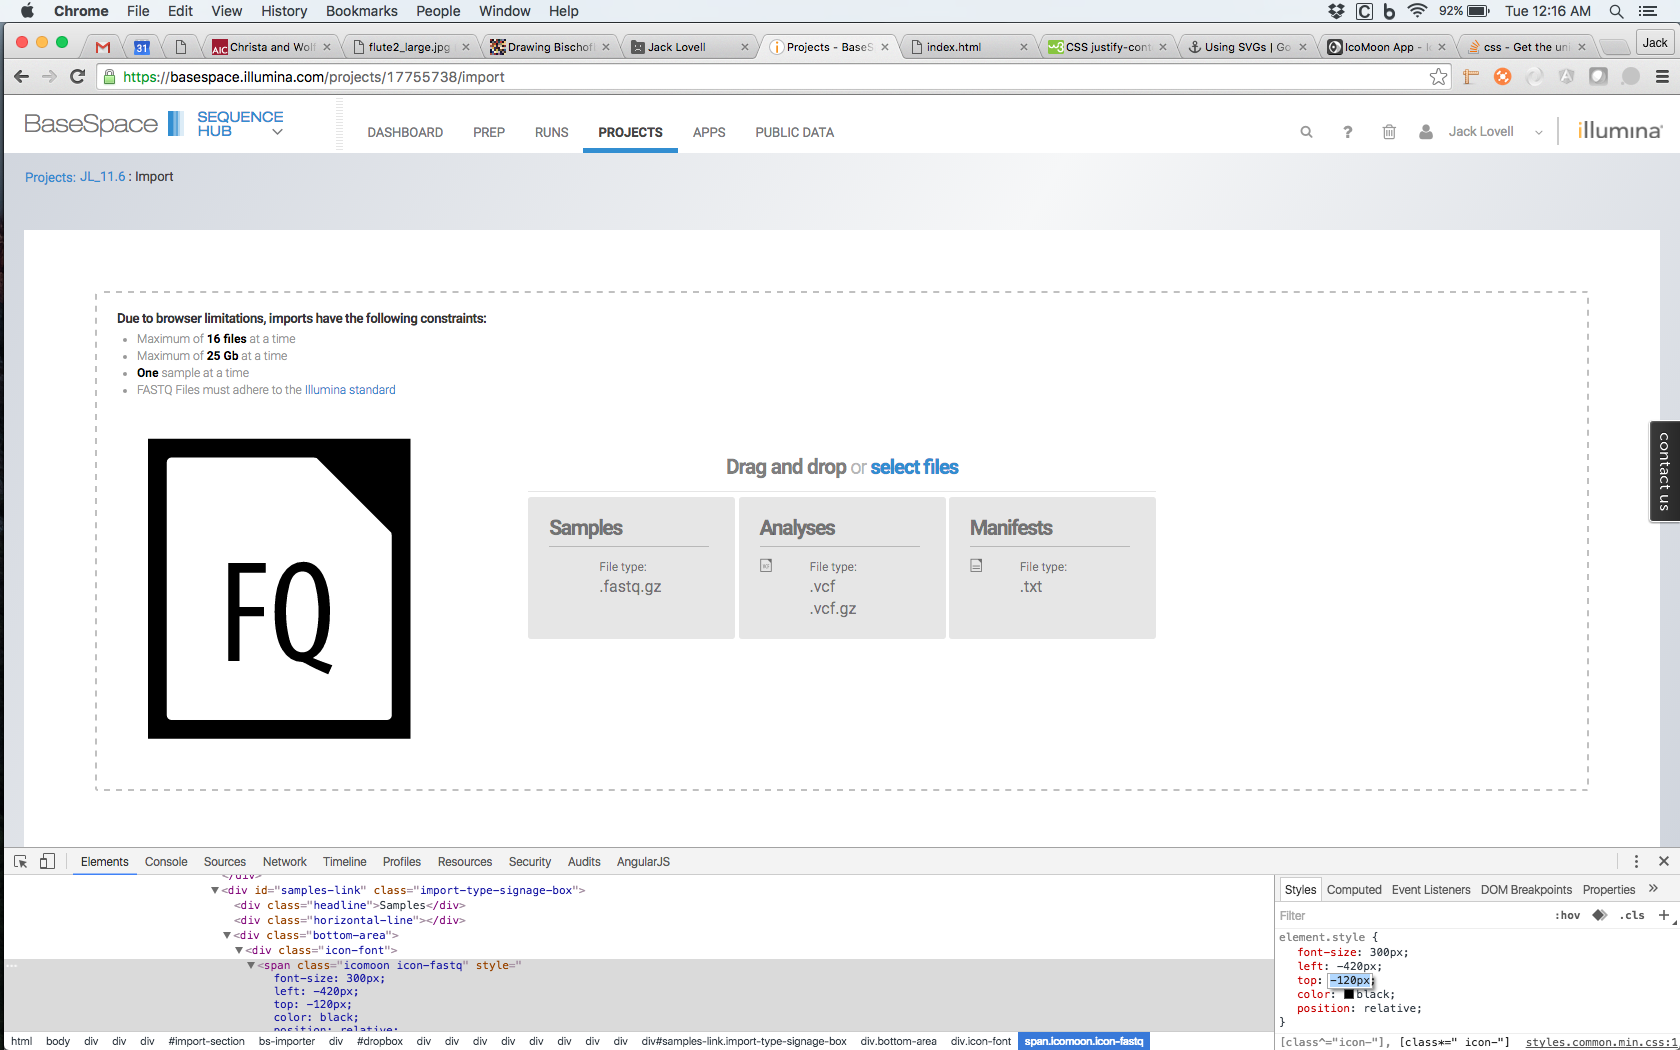 Chrome File Edit View History Bookmarks People Window Help 92% Tue 12:16 AM
31 AIC Christa and Wolf flute2_large.jpg Drawing Bischof Jack Lovell Projects - BaseS index.html w3 CSS justify-cont Using SVGs | Go IcoMoon App - css - Get the un Jack
https://basespace.illumina.com/projects/17755738/import
BaseSpace SEQUENCE HUB DASHBOARD PREP RUNS PROJECTS APPS PUBLIC DATA ? Jack Lovell illumina
Projects: JL_11.6 : Import
Due to browser limitations, imports have the following constraints:
Maximum of 16 files at a time
Maximum of 25 Gb at a time
One sample at a time
FASTQ Files must adhere to the Illumina standard
FQ
Drag and drop or select files
Samples
File type:
.fastq.gz
Analyses
File type:
.vcf
.vcf.gz
Manifests
File type:
.txt
contact us
Elements Console Sources Network Timeline Profiles Resources Security Audits AngularJS
</div>
<div id="samples-link" class="import-type-signage-box">
<div class="headline">Samples</div>
<div class="horizontal-line"></div>
<div class="bottom-area">
<div class="icon-font">
<span class="icomoon icon-fastq" style="
font-size: 300px;
left: -420px;
top: -120px;
color: black;
position: relative;
html body div div div #import-section bs-importer div #dropbox div div div div div div div div div#samples-link.import-type-signage-box div.bottom-area div.icon-font span.icomoon.icon-fastq
Styles Computed Event Listeners DOM Breakpoints Properties »
Filter :hov .cls +
element.style {
font-size: 300px;
left: -420px;
top: -120px;
color: black;
position: relative;
}
[class^="icon-"], [class*=" icon-"] styles.common.min.css:1